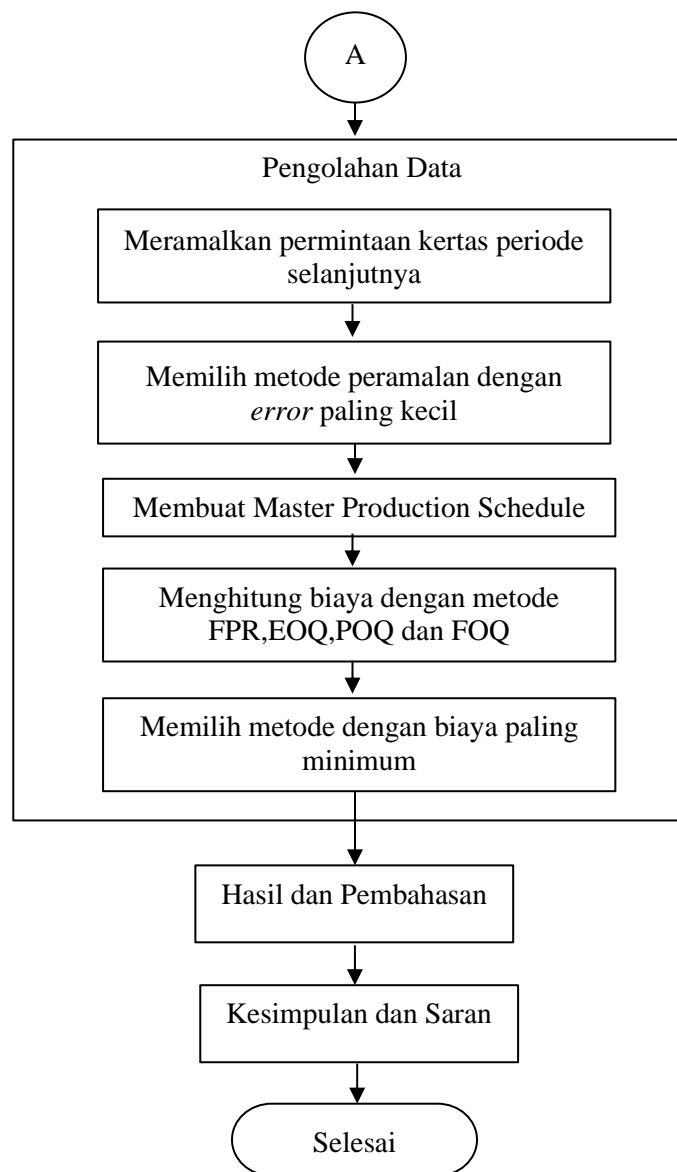 A
Pengolahan Data
Meramalkan permintaan kertas periode
selanjutnya
Memilih metode peramalan dengan
error paling kecil
Membuat Master Production Schedule
Menghitung biaya dengan metode
FPR,EOQ,POQ dan FOQ
Memilih metode dengan biaya paling
minimum
Hasil dan Pembahasan
Kesimpulan dan Saran
Selesai